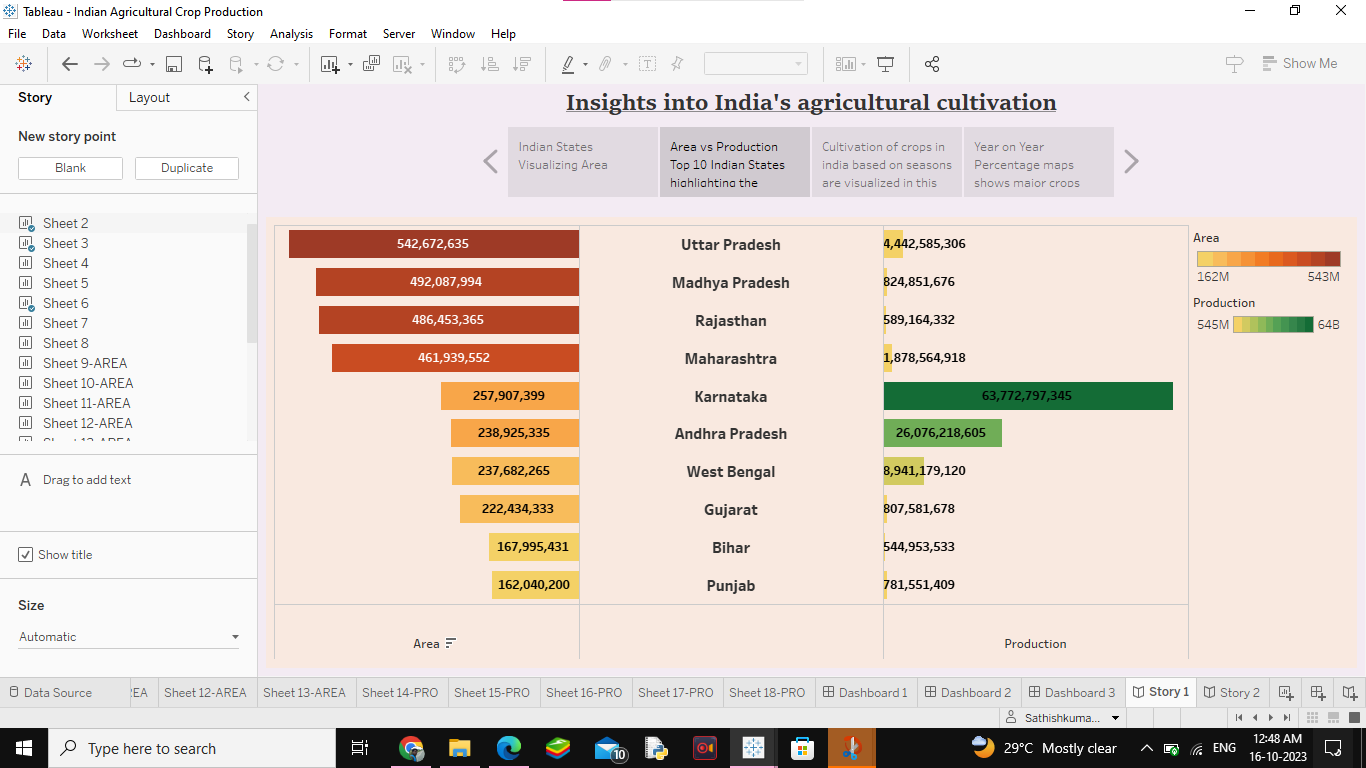 Tableau - Indian Agricultural Crop Production
File Data Worksheet Dashboard Story Analysis Format Server Window Help
Show Me
Story Layout
New story point
Blank Duplicate
Sheet 2
Sheet 3
Sheet 4
Sheet 5
Sheet 6
Sheet 7
Sheet 8
Sheet 9-AREA
Sheet 10-AREA
Sheet 11-AREA
Sheet 12-AREA
A Drag to add text
Show title
Size
Automatic
Insights into India's agricultural cultivation
Indian States
Visualizing Area
Area vs Production
Top 10 Indian States
highlighting the
Cultivation of crops in
india based on seasons
are visualized in this
Year on Year
Percentage maps
shows major crops
542,672,635 Uttar Pradesh 4,442,585,306
492,087,994 Madhya Pradesh 824,851,676
486,453,365 Rajasthan 589,164,332
461,939,552 Maharashtra 1,878,564,918
257,907,399 Karnataka 63,772,797,345
238,925,335 Andhra Pradesh 26,076,218,605
237,682,265 West Bengal 8,941,179,120
222,434,333 Gujarat 807,581,678
167,995,431 Bihar 544,953,533
162,040,200 Punjab 781,551,409
Area Production
Area
162M 543M
Production
545M 64B
Data Source EA Sheet 12-AREA Sheet 13-AREA Sheet 14-PRO Sheet 15-PRO Sheet 16-PRO Sheet 17-PRO Sheet 18-PRO Dashboard 1 Dashboard 2 Dashboard 3 Story 1 Story 2
Sathishkuma...
Type here to search
10
29°C Mostly clear
ENG
12:48 AM
16-10-2023